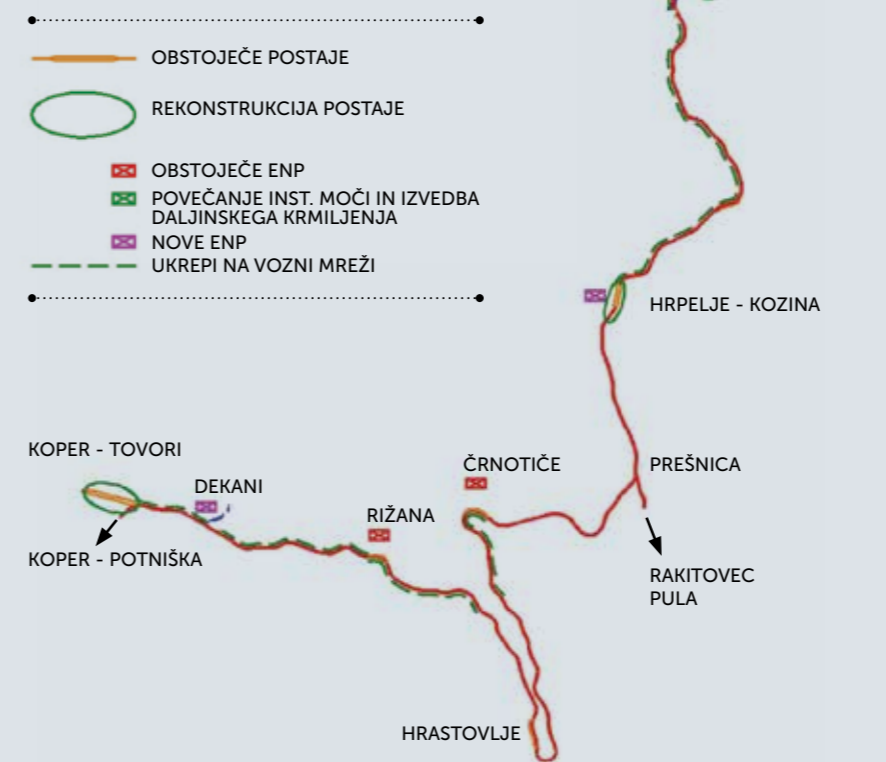 OBSTOJEČE POSTAJE
REKONSTRUKCIJA POSTAJE
OBSTOJEČE ENP
POVEČANJE INST. MOČI IN IZVEDBA
DALJINSKEGA KRMILJENJA
NOVE ENP
UKREPI NA VOZNI MREŽI
HRPELJE - KOZINA
KOPER - TOVORI
DEKANI
KOPER - POTNIŠKA
RIŽANA
ČRNOTIČE
PREŠNICA
RAKITOVEC
PULA
HRASTOVLJE